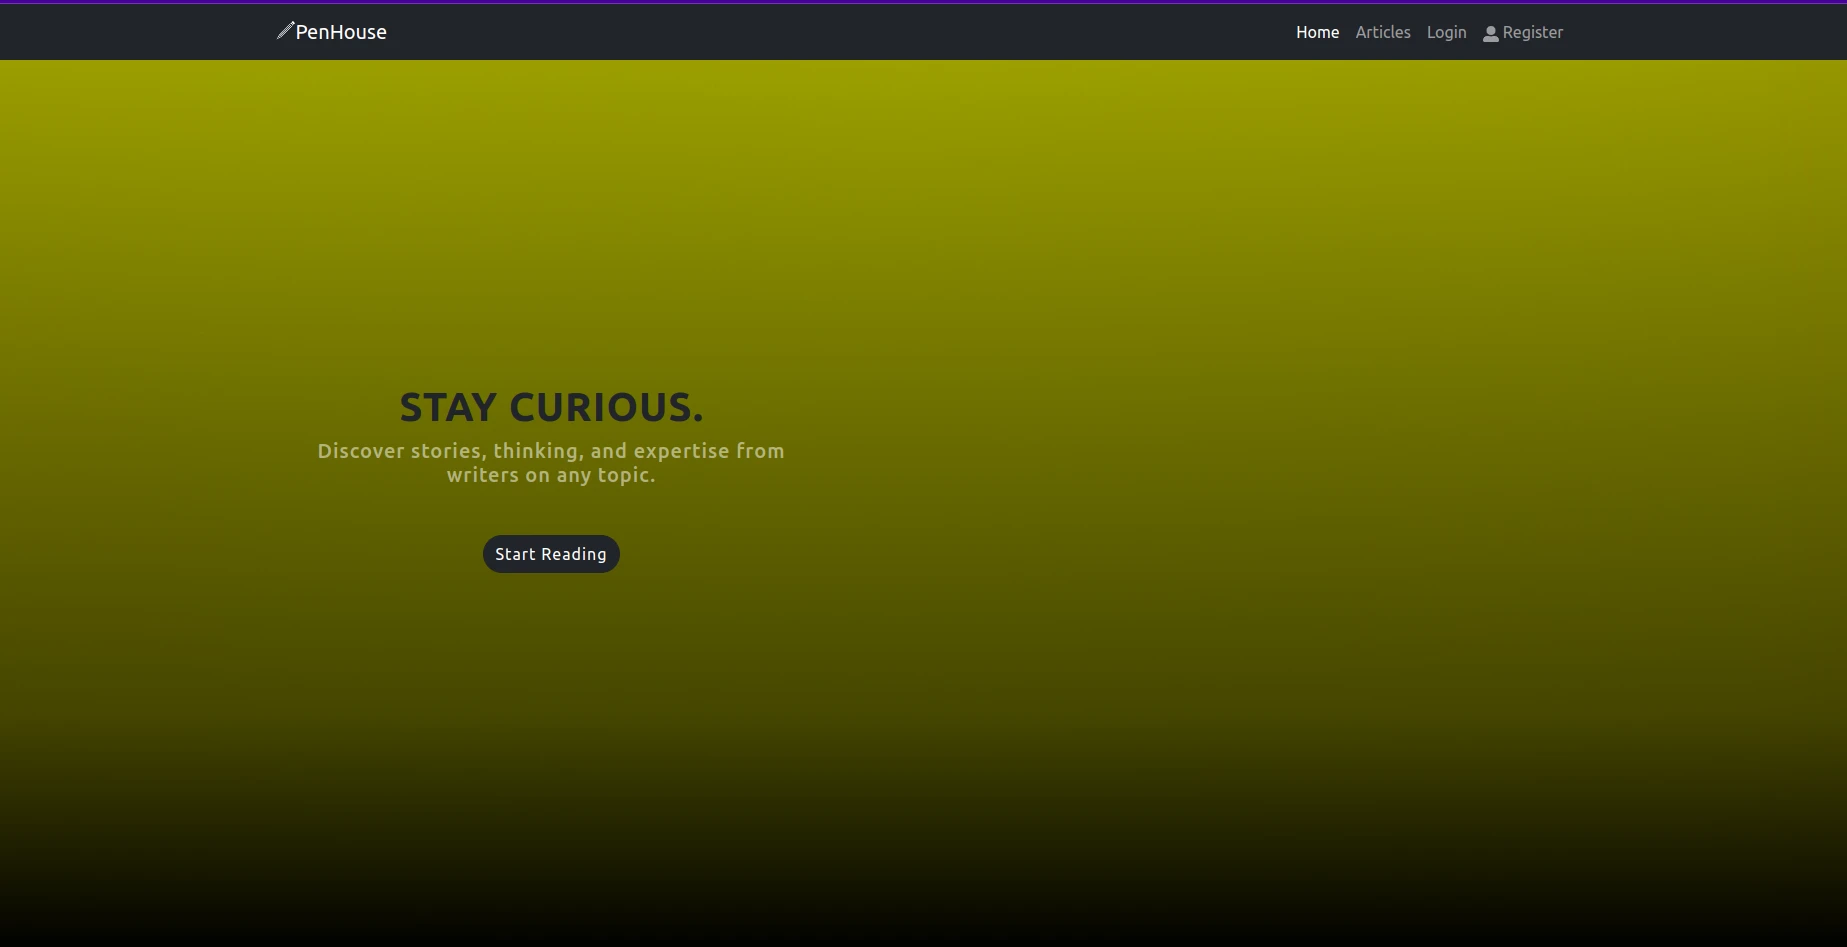 PenHouse
Home Articles Login Register
STAY CURIOUS.
Discover stories, thinking, and expertise from
writers on any topic.
Start Reading